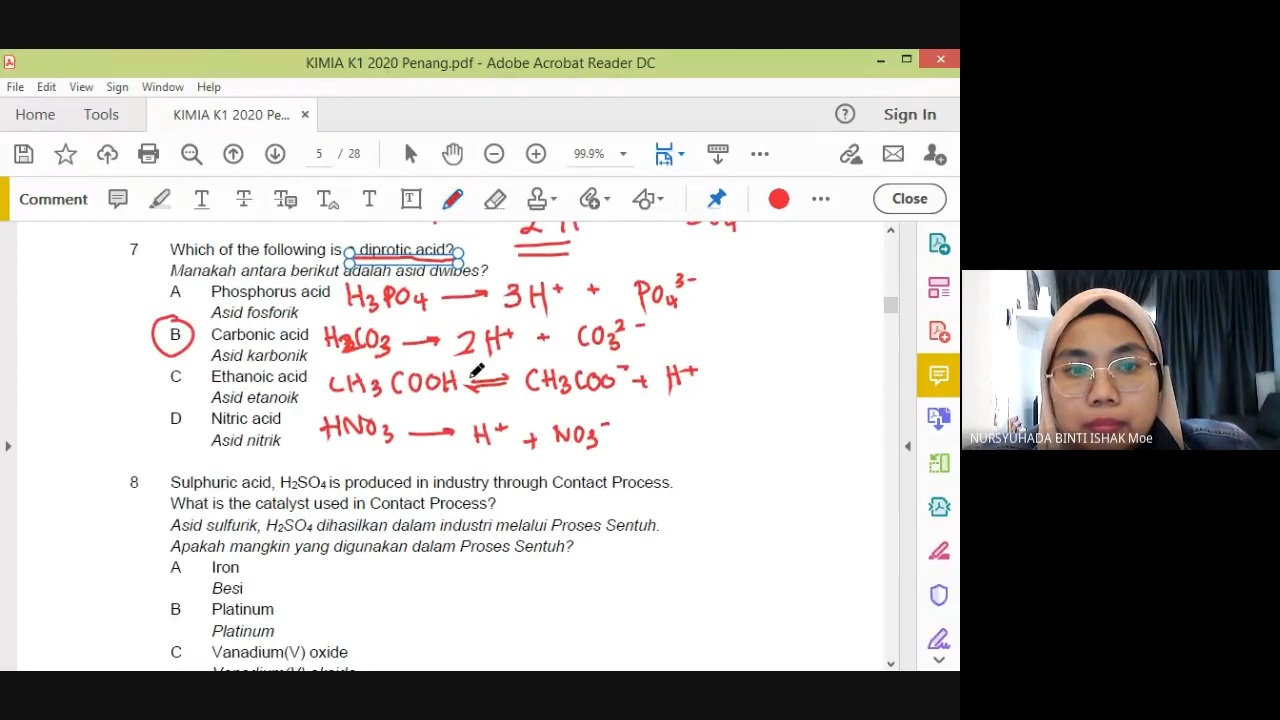 KIMIA K1 2020 Penang.pdf - Adobe Acrobat Reader DC
File Edit View Sign Window Help
Home Tools KIMIA K1 2020 Pe... × Sign In
5 / 28 99.9%
Comment Close
7 Which of the following is a diprotic acid?
Manakah antara berikut adalah asid dwibes?
A Phosphorus acid H3PO4 → 3H+ + PO4 3-
Asid fosforik
B Carbonic acid H2CO3 → 2H+ + CO3 2-
Asid karbonik
C Ethanoic acid CH3COOH ⇌ CH3COO- + H+
Asid etanoik
D Nitric acid HNO3 → H+ + NO3-
Asid nitrik
8 Sulphuric acid, H2SO4 is produced in industry through Contact Process.
What is the catalyst used in Contact Process?
Asid sulfurik, H2SO4 dihasilkan dalam industri melalui Proses Sentuh.
Apakah mangkin yang digunakan dalam Proses Sentuh?
A Iron
Besi
B Platinum
Platinum
C Vanadium(V) oxide
NURSYUHADA BINTI ISHAK Moe